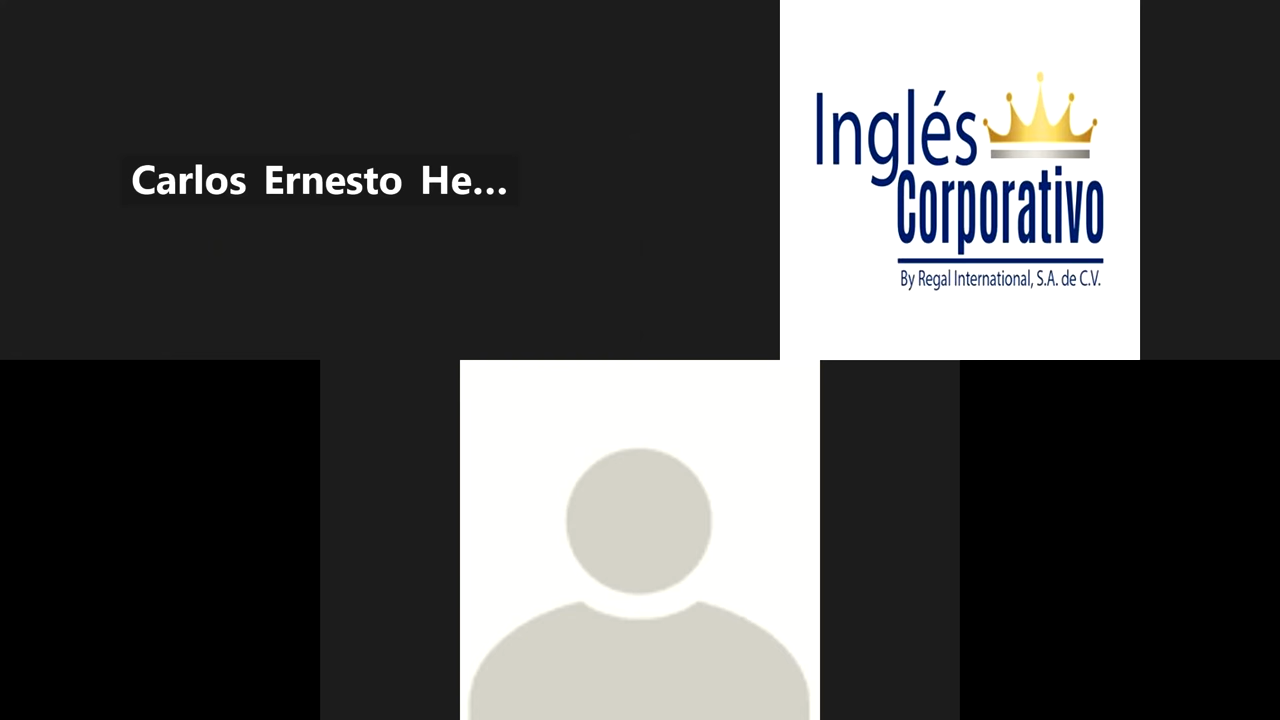 Carlos Ernesto He...
Inglés
Corporativo
By Regal International, S.A. de C.V.